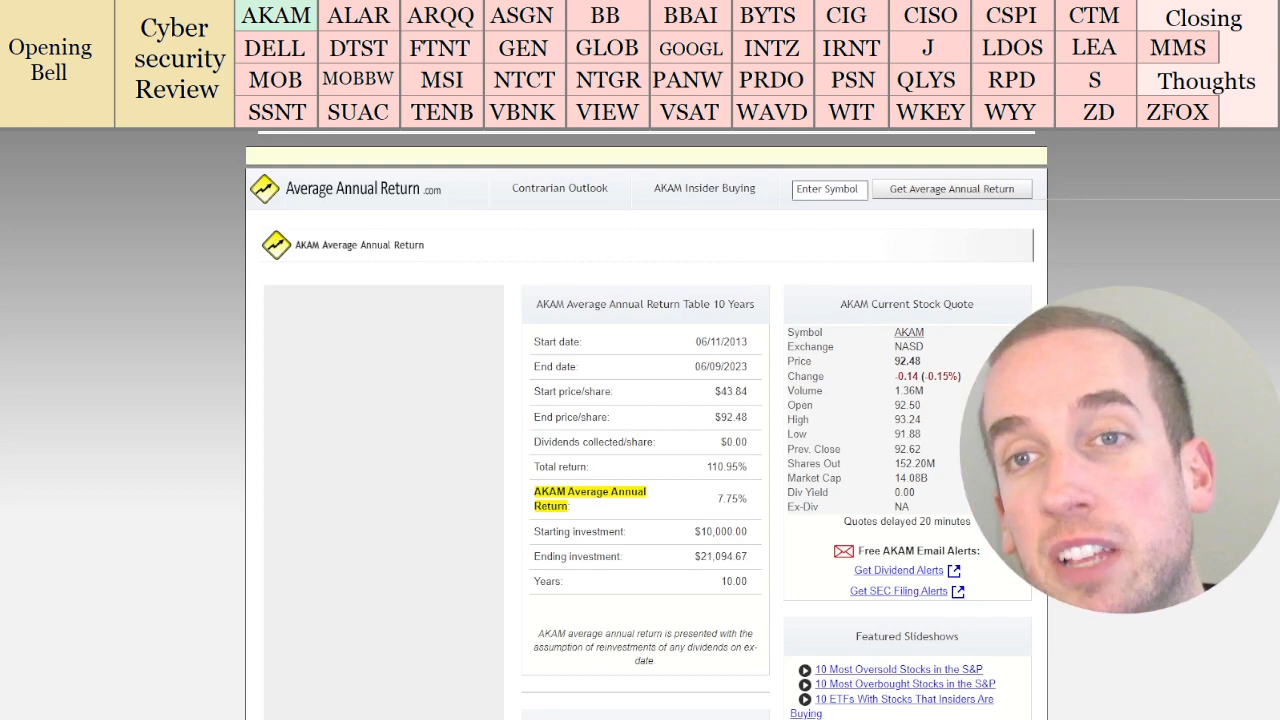 Opening
Bell
Cyber
security
Review
AKAM ALAR ARQQ ASGN BB BBAI BYTS CIG CISO CSPI CTM
DELL DTST FTNT GEN GLOB GOOGL INTZ IRNT J LDOS LEA MMS
MOB MOBBW MSI NTCT NTGR PANW PRDO PSN QLYS RPD S
SSNT SUAC TENB VBNK VIEW VSAT WAVD WIT WKEY WYY ZD ZFOX
Closing
Thoughts
Average Annual Return .com
Contrarian Outlook
AKAM Insider Buying
Enter Symbol
Get Average Annual Return
AKAM Average Annual Return
AKAM Average Annual Return Table 10 Years
Start date: 06/11/2013
End date: 06/09/2023
Start price/share: $43.84
End price/share: $92.48
Dividends collected/share: $0.00
Total return: 110.95%
AKAM Average Annual
Return: 7.75%
Starting investment: $10,000.00
Ending investment: $21,094.67
Years: 10.00
AKAM average annual return is presented with the
assumption of reinvestments of any dividends on ex-
date.
AKAM Current Stock Quote
Symbol AKAM
Exchange NASD
Price 92.48
Change -0.14 (-0.15%)
Volume 1.36M
Open 92.50
High 93.24
Low 91.88
Prev. Close 92.62
Shares Out 152.20M
Market Cap 14.08B
Div Yield 0.00
Ex-Div NA
Quotes delayed 20 minutes
Free AKAM Email Alerts:
Get Dividend Alerts
Get SEC Filing Alerts
Featured Slideshows
10 Most Oversold Stocks in the S&P
10 Most Overbought Stocks in the S&P
10 ETFs With Stocks That Insiders Are
Buying